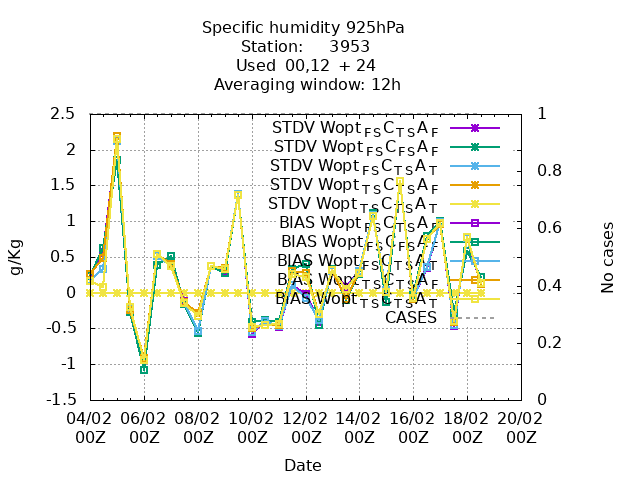 Specific humidity 925hPa
Station: 3953
Used 00,12 + 24
Averaging window: 12h
2.5
2
1.5
1
0.5
0
-0.5
-1
-1.5
g/Kg
1
0.8
0.6
0.4
0.2
0
No cases
STDV Wopt_FS C_TS A_F
STDV Wopt_FS C_FS A_F
STDV Wopt_FS C_TS A_T
STDV Wopt_TS C_TS A_F
STDV Wopt_TS C_TS A_T
BIAS Wopt_FS C_TS A_F
BIAS Wopt_FS C_FS A_F
BIAS Wopt_FS C_TS A_T
BIAS Wopt_TS C_TS A_F
BIAS Wopt_TS C_TS A_T
CASES
04/02 06/02 08/02 10/02 12/02 14/02 16/02 18/02 20/02
00Z 00Z 00Z 00Z 00Z 00Z 00Z 00Z 00Z
Date